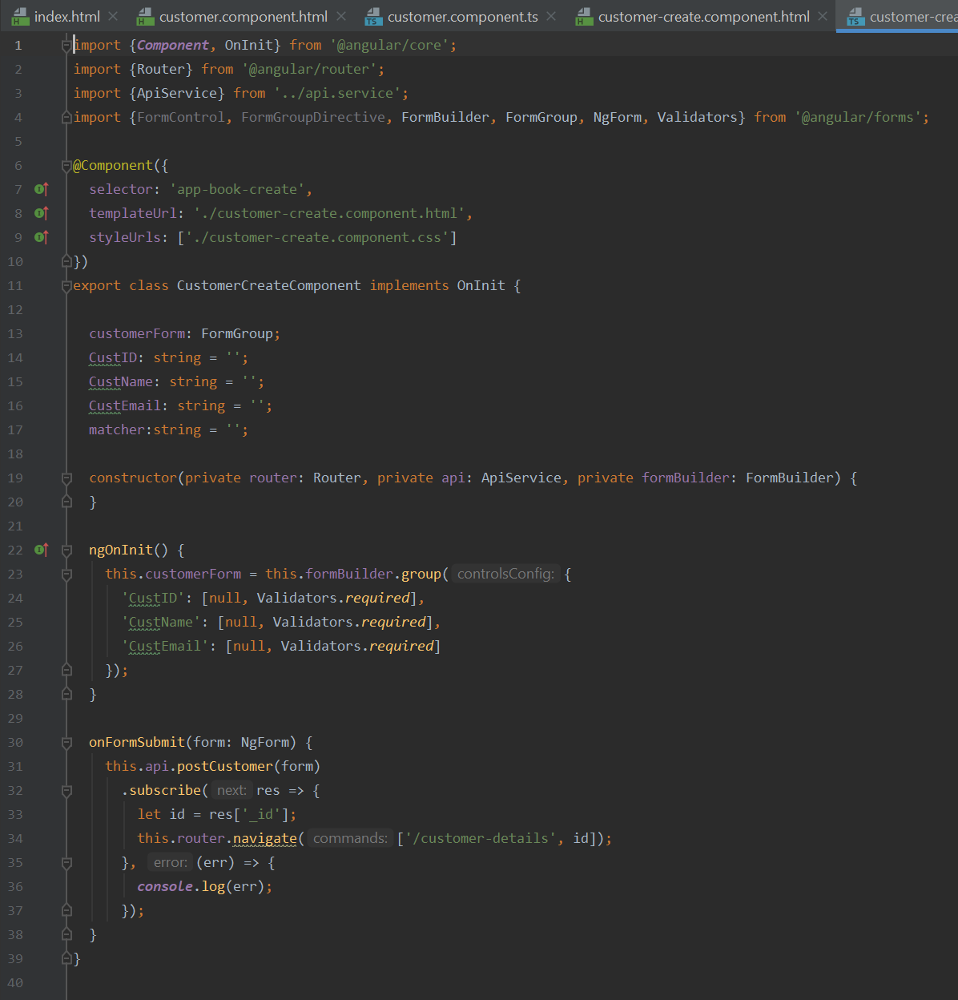 index.html customer.component.html customer.component.ts customer-create.component.html
1 import {Component, OnInit} from '@angular/core';
2 import {Router} from '@angular/router';
3 import {ApiService} from '../api.service';
4 import {FormControl, FormGroupDirective, FormBuilder, FormGroup, NgForm, Validators} from '@angular/forms';
5
6 @Component({
7 selector: 'app-book-create',
8 templateUrl: './customer-create.component.html',
9 styleUrls: ['./customer-create.component.css']
10 })
11 export class CustomerCreateComponent implements OnInit {
12
13 customerForm: FormGroup;
14 CustID: string = '';
15 CustName: string = '';
16 CustEmail: string = '';
17 matcher:string = '';
18
19 constructor(private router: Router, private api: ApiService, private formBuilder: FormBuilder) {
20 }
21
22 ngOnInit() {
23 this.customerForm = this.formBuilder.group( controlsConfig: {
24 'CustID': [null, Validators.required],
25 'CustName': [null, Validators.required],
26 'CustEmail': [null, Validators.required]
27 });
28 }
29
30 onFormSubmit(form: NgForm) {
31 this.api.postCustomer(form)
32 .subscribe( next: res => {
33 let id = res['_id'];
34 this.router.navigate( commands: ['/customer-details', id]);
35 }, error: (err) => {
36 console.log(err);
37 });
38 }
39 }
40